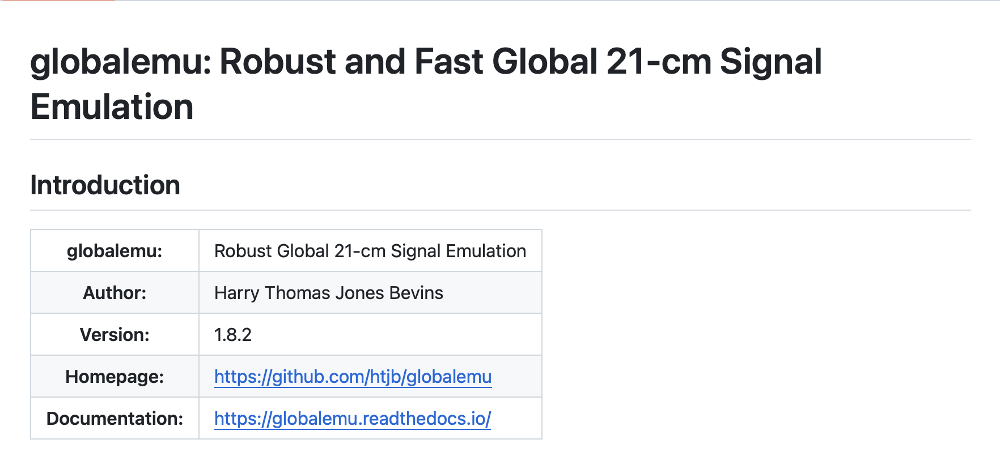 globalemu: Robust and Fast Global 21-cm Signal
Emulation
Introduction
globalemu: Robust Global 21-cm Signal Emulation
Author: Harry Thomas Jones Bevins
Version: 1.8.2
Homepage: https://github.com/htjb/globalemu
Documentation: https://globalemu.readthedocs.io/